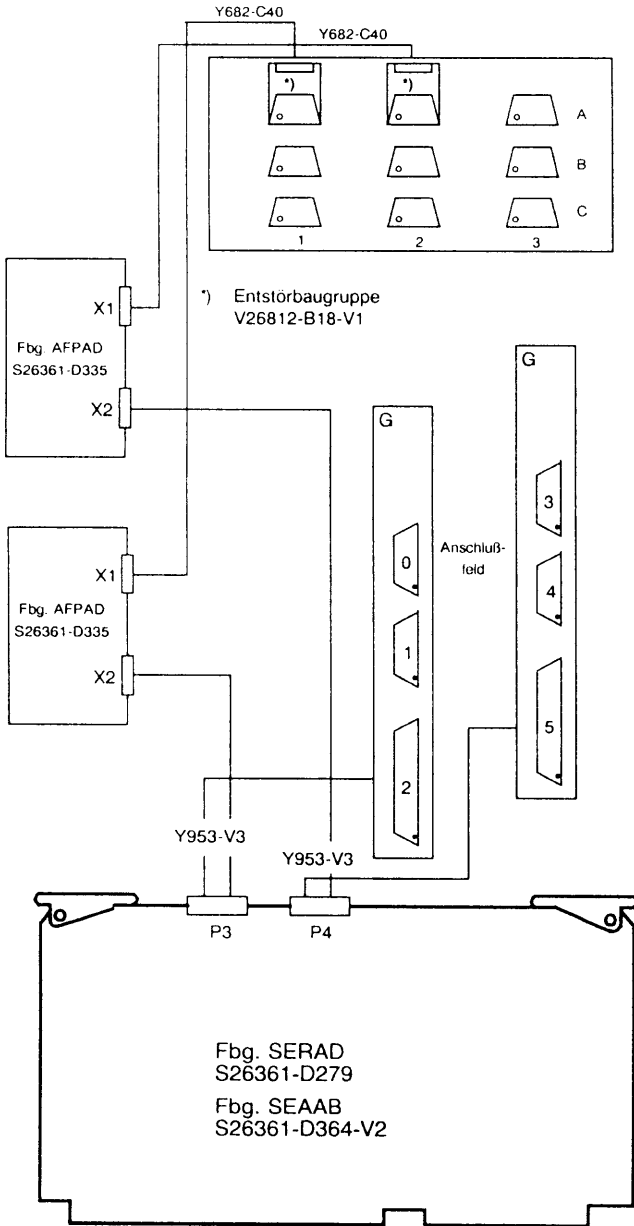 Y682-C40
Y682-C40
*)
*)
A
B
C
1
2
3
*) Entstörbaugruppe
V26812-B18-V1
X1
Fbg. AFPAD
S26361-D335
X2
X1
Fbg. AFPAD
S26361-D335
X2
G
0
1
2
Anschluß-
feld
G
3
4
5
Y953-V3
Y953-V3
P3
P4
Fbg. SERAD
S26361-D279
Fbg. SEAAB
S26361-D364-V2